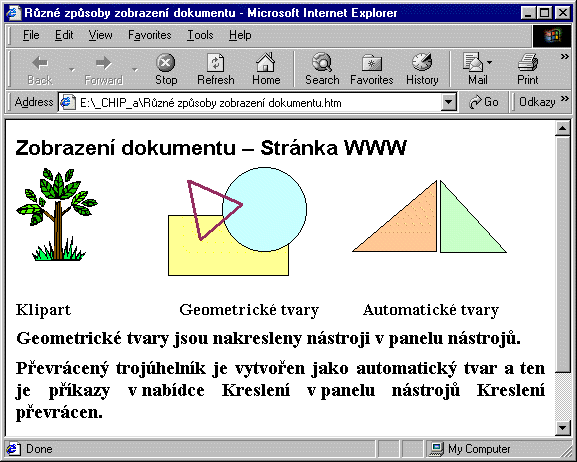 Různé způsoby zobrazení dokumentu - Microsoft Internet Explorer
File Edit View Favorites Tools Help
Back Forward Stop Refresh Home Search Favorites History Mail Print »
Address E:\_CHIP_a\Různé způsoby zobrazení dokumentu.htm Go Odkazy »
Zobrazení dokumentu – Stránka WWW
Klipart Geometrické tvary Automatické tvary
Geometrické tvary jsou nakresleny nástroji v panelu nástrojů.
Převrácený trojúhelník je vytvořen jako automatický tvar a ten
je příkazy v nabídce Kreslení v panelu nástrojů Kreslení
převrácen.
Done My Computer